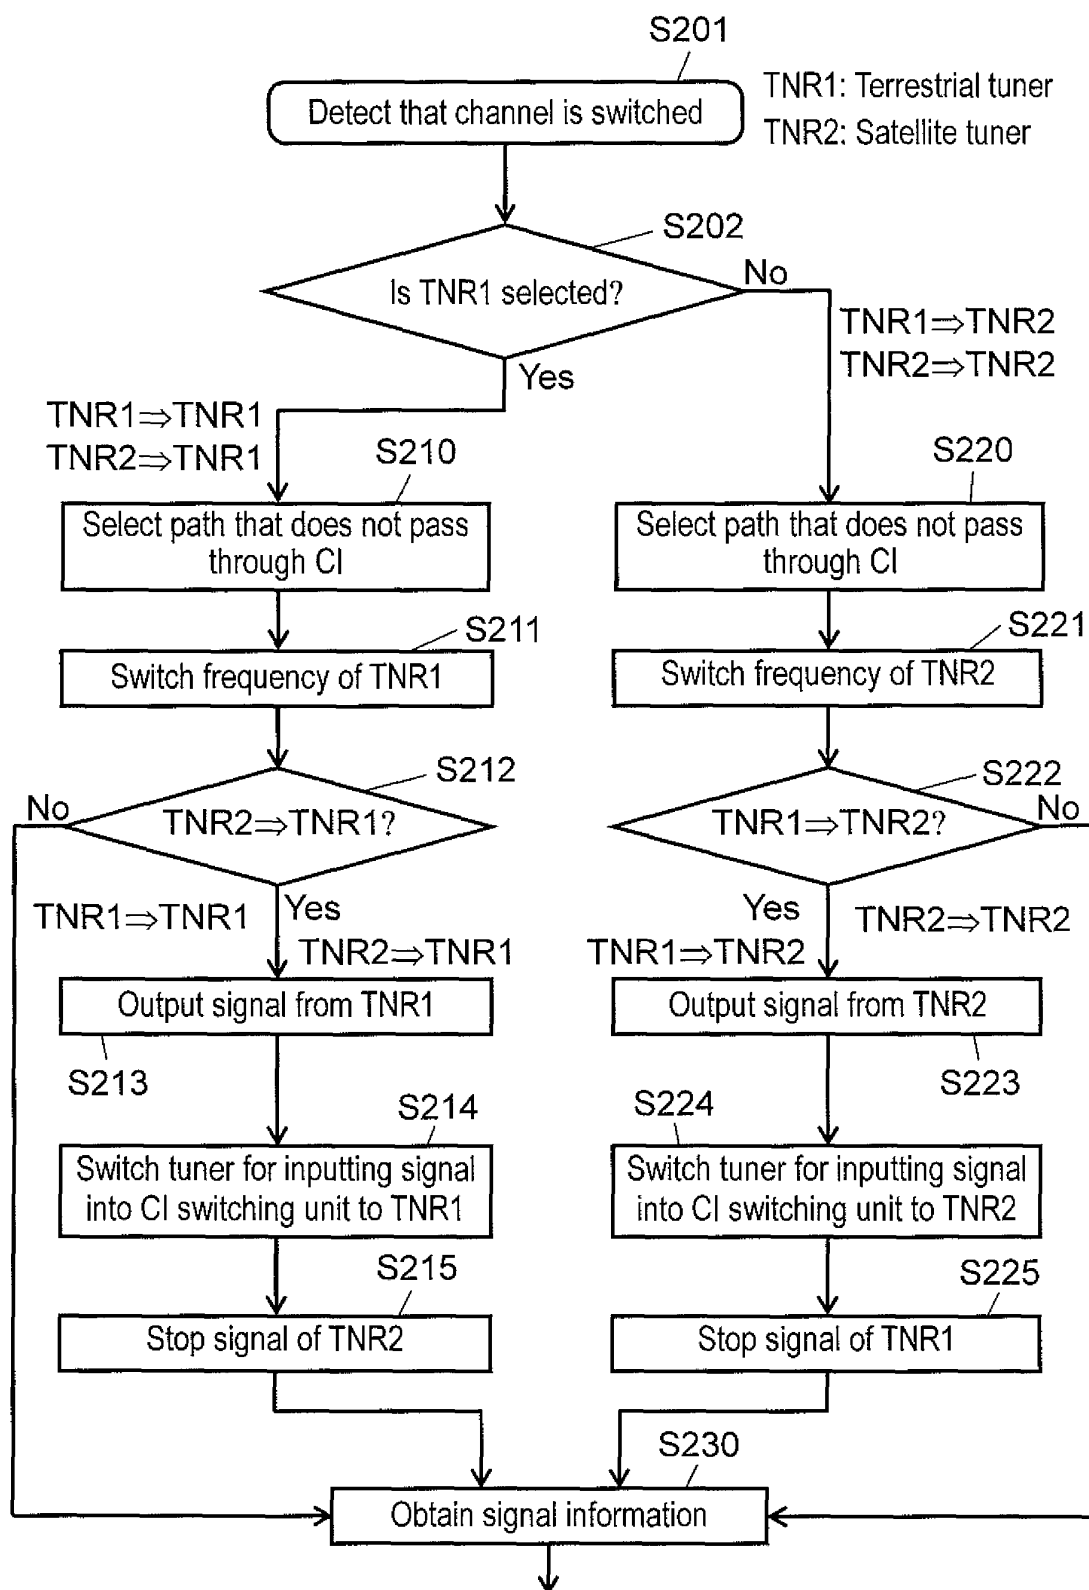 S201
Detect that channel is switched
TNR1: Terrestrial tuner
TNR2: Satellite tuner
S202
Is TNR1 selected?
No
TNR1⇒TNR2
TNR2⇒TNR2
Yes
TNR1⇒TNR1
TNR2⇒TNR1
S210
Select path that does not pass
through CI
S220
Select path that does not pass
through CI
S211
Switch frequency of TNR1
S221
Switch frequency of TNR2
S212
No
TNR2⇒TNR1?
S222
TNR1⇒TNR2?
No
TNR1⇒TNR1
Yes
TNR2⇒TNR1
Yes
TNR1⇒TNR2
TNR2⇒TNR2
Output signal from TNR1
S213
Output signal from TNR2
S223
S214
Switch tuner for inputting signal
into CI switching unit to TNR1
S224
Switch tuner for inputting signal
into CI switching unit to TNR2
S215
Stop signal of TNR2
S225
Stop signal of TNR1
S230
Obtain signal information